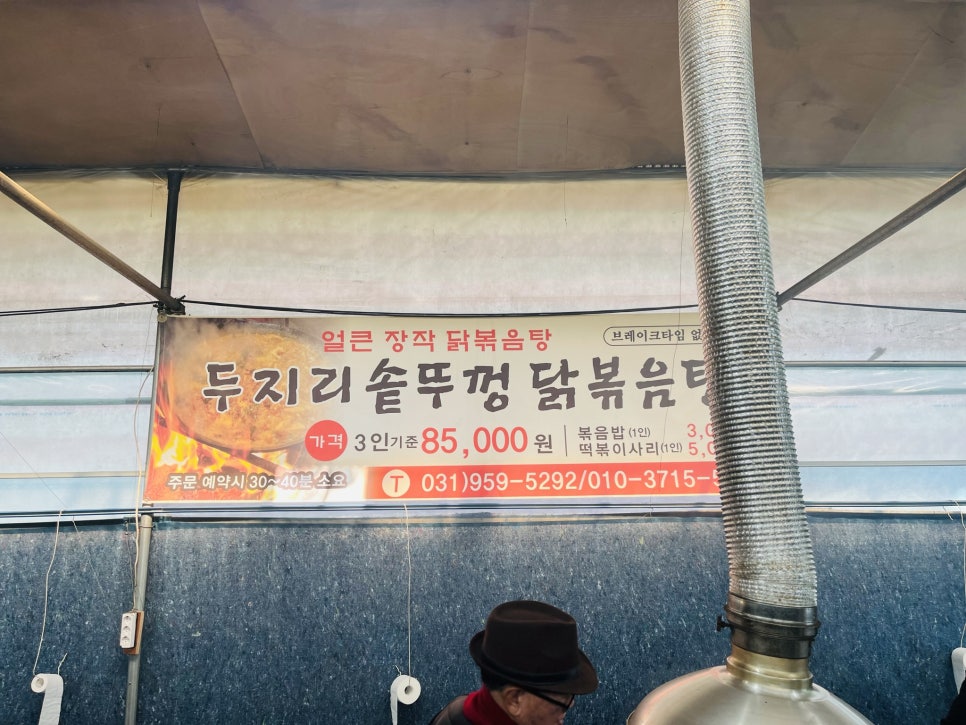 얼큰 장작 닭볶음탕
브레이크타임
두지리 솥뚜껑 닭볶음탕
가격 3인기준 85,000원
볶음밥(1인)
떡볶이사리(1인)
주문 예약시 30~40분 소요
T 031)959-5292/010-3715-